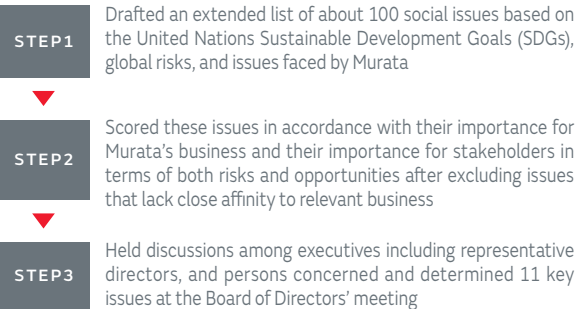 STEP1
Drafted an extended list of about 100 social issues based on
the United Nations Sustainable Development Goals (SDGs),
global risks, and issues faced by Murata
STEP2
Scored these issues in accordance with their importance for
Murata's business and their importance for stakeholders in
terms of both risks and opportunities after excluding issues
that lack close affinity to relevant business
STEP3
Held discussions among executives including representative
directors, and persons concerned and determined 11 key
issues at the Board of Directors' meeting